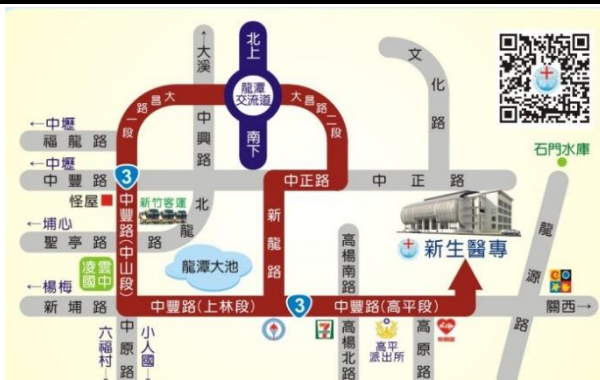 北上
龍潭
交流道
南下
←大溪
中興路
文化路
大昌路一段
大昌路二段
←中壢
福龍路
←中壢
中豐路
3
中正路
中正路
石門水庫
怪屋
新竹客運
北龍路
←埔心
聖亭路
中豐路(中山段)
新龍路
龍潭大池
凌雲
國中
新生醫專
高楊南路
龍源路
←楊梅
新埔路
中豐路(上林段)
3
中豐路(高平段)
關西→
六福村→
中原路
小人國→
7
高楊北路
高平
派出所
高原路